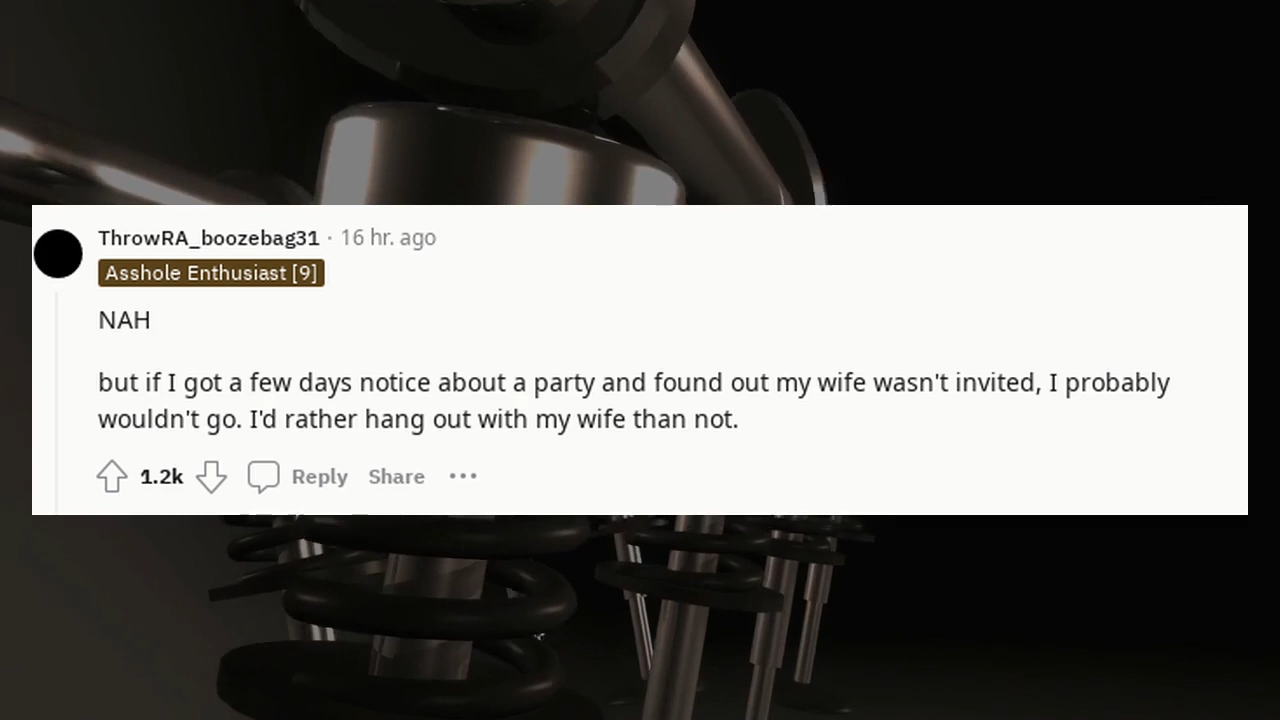 ThrowRA_boozebag31 · 16 hr. ago
Asshole Enthusiast [9]
NAH
but if I got a few days notice about a party and found out my wife wasn't invited, I probably
wouldn't go. I'd rather hang out with my wife than not.
1.2k Reply Share ···